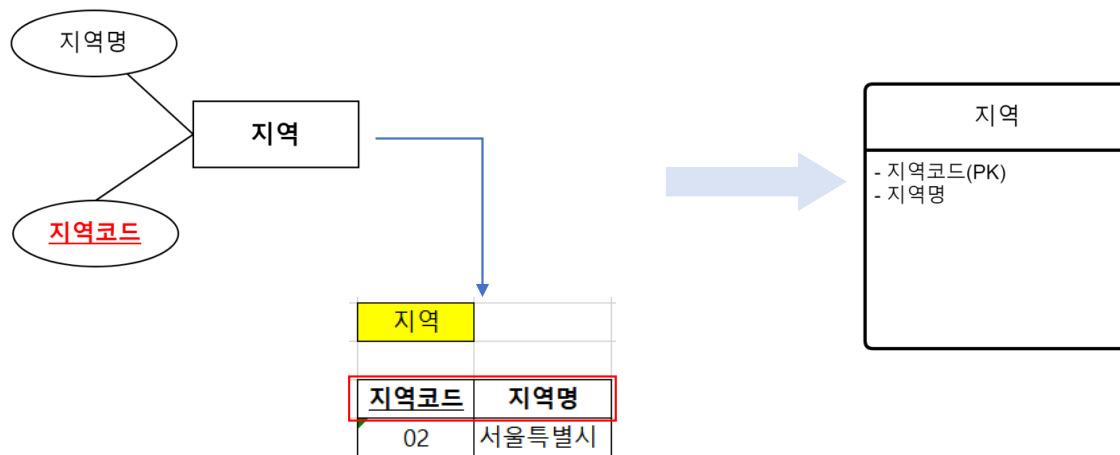 지역명
지역
지역코드
지역
지역코드 지역명
02 서울특별시
지역
- 지역코드(PK)
- 지역명